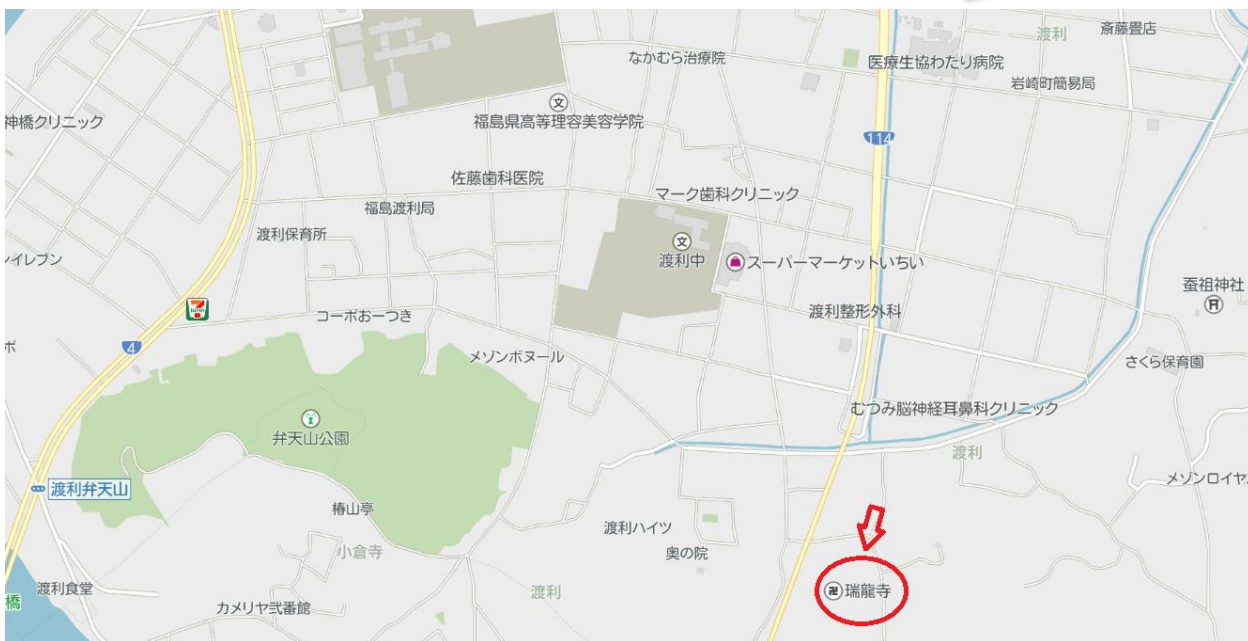 渡利
斎藤畳店
なかむら治療院
医療生協わたり病院
岩崎町簡易局
神橋クリニック
文
福島県高等理容美容学院
114
佐藤歯科医院
マーク歯科クリニック
福島渡利局
渡利保育所
文
渡利中
スーパーマーケットいちい
ンイレブン
蚕祖神社
7
コーポおーつき
渡利整形外科
4
ポ
メゾンボヌール
さくら保育園
むつみ脳神経耳鼻科クリニック
弁天山公園
渡利
メゾンロイヤル
渡利弁天山
椿山亭
渡利ハイツ
小倉寺
奥の院
渡利食堂
渡利
卍瑞龍寺
橋
カメリヤ弐番館